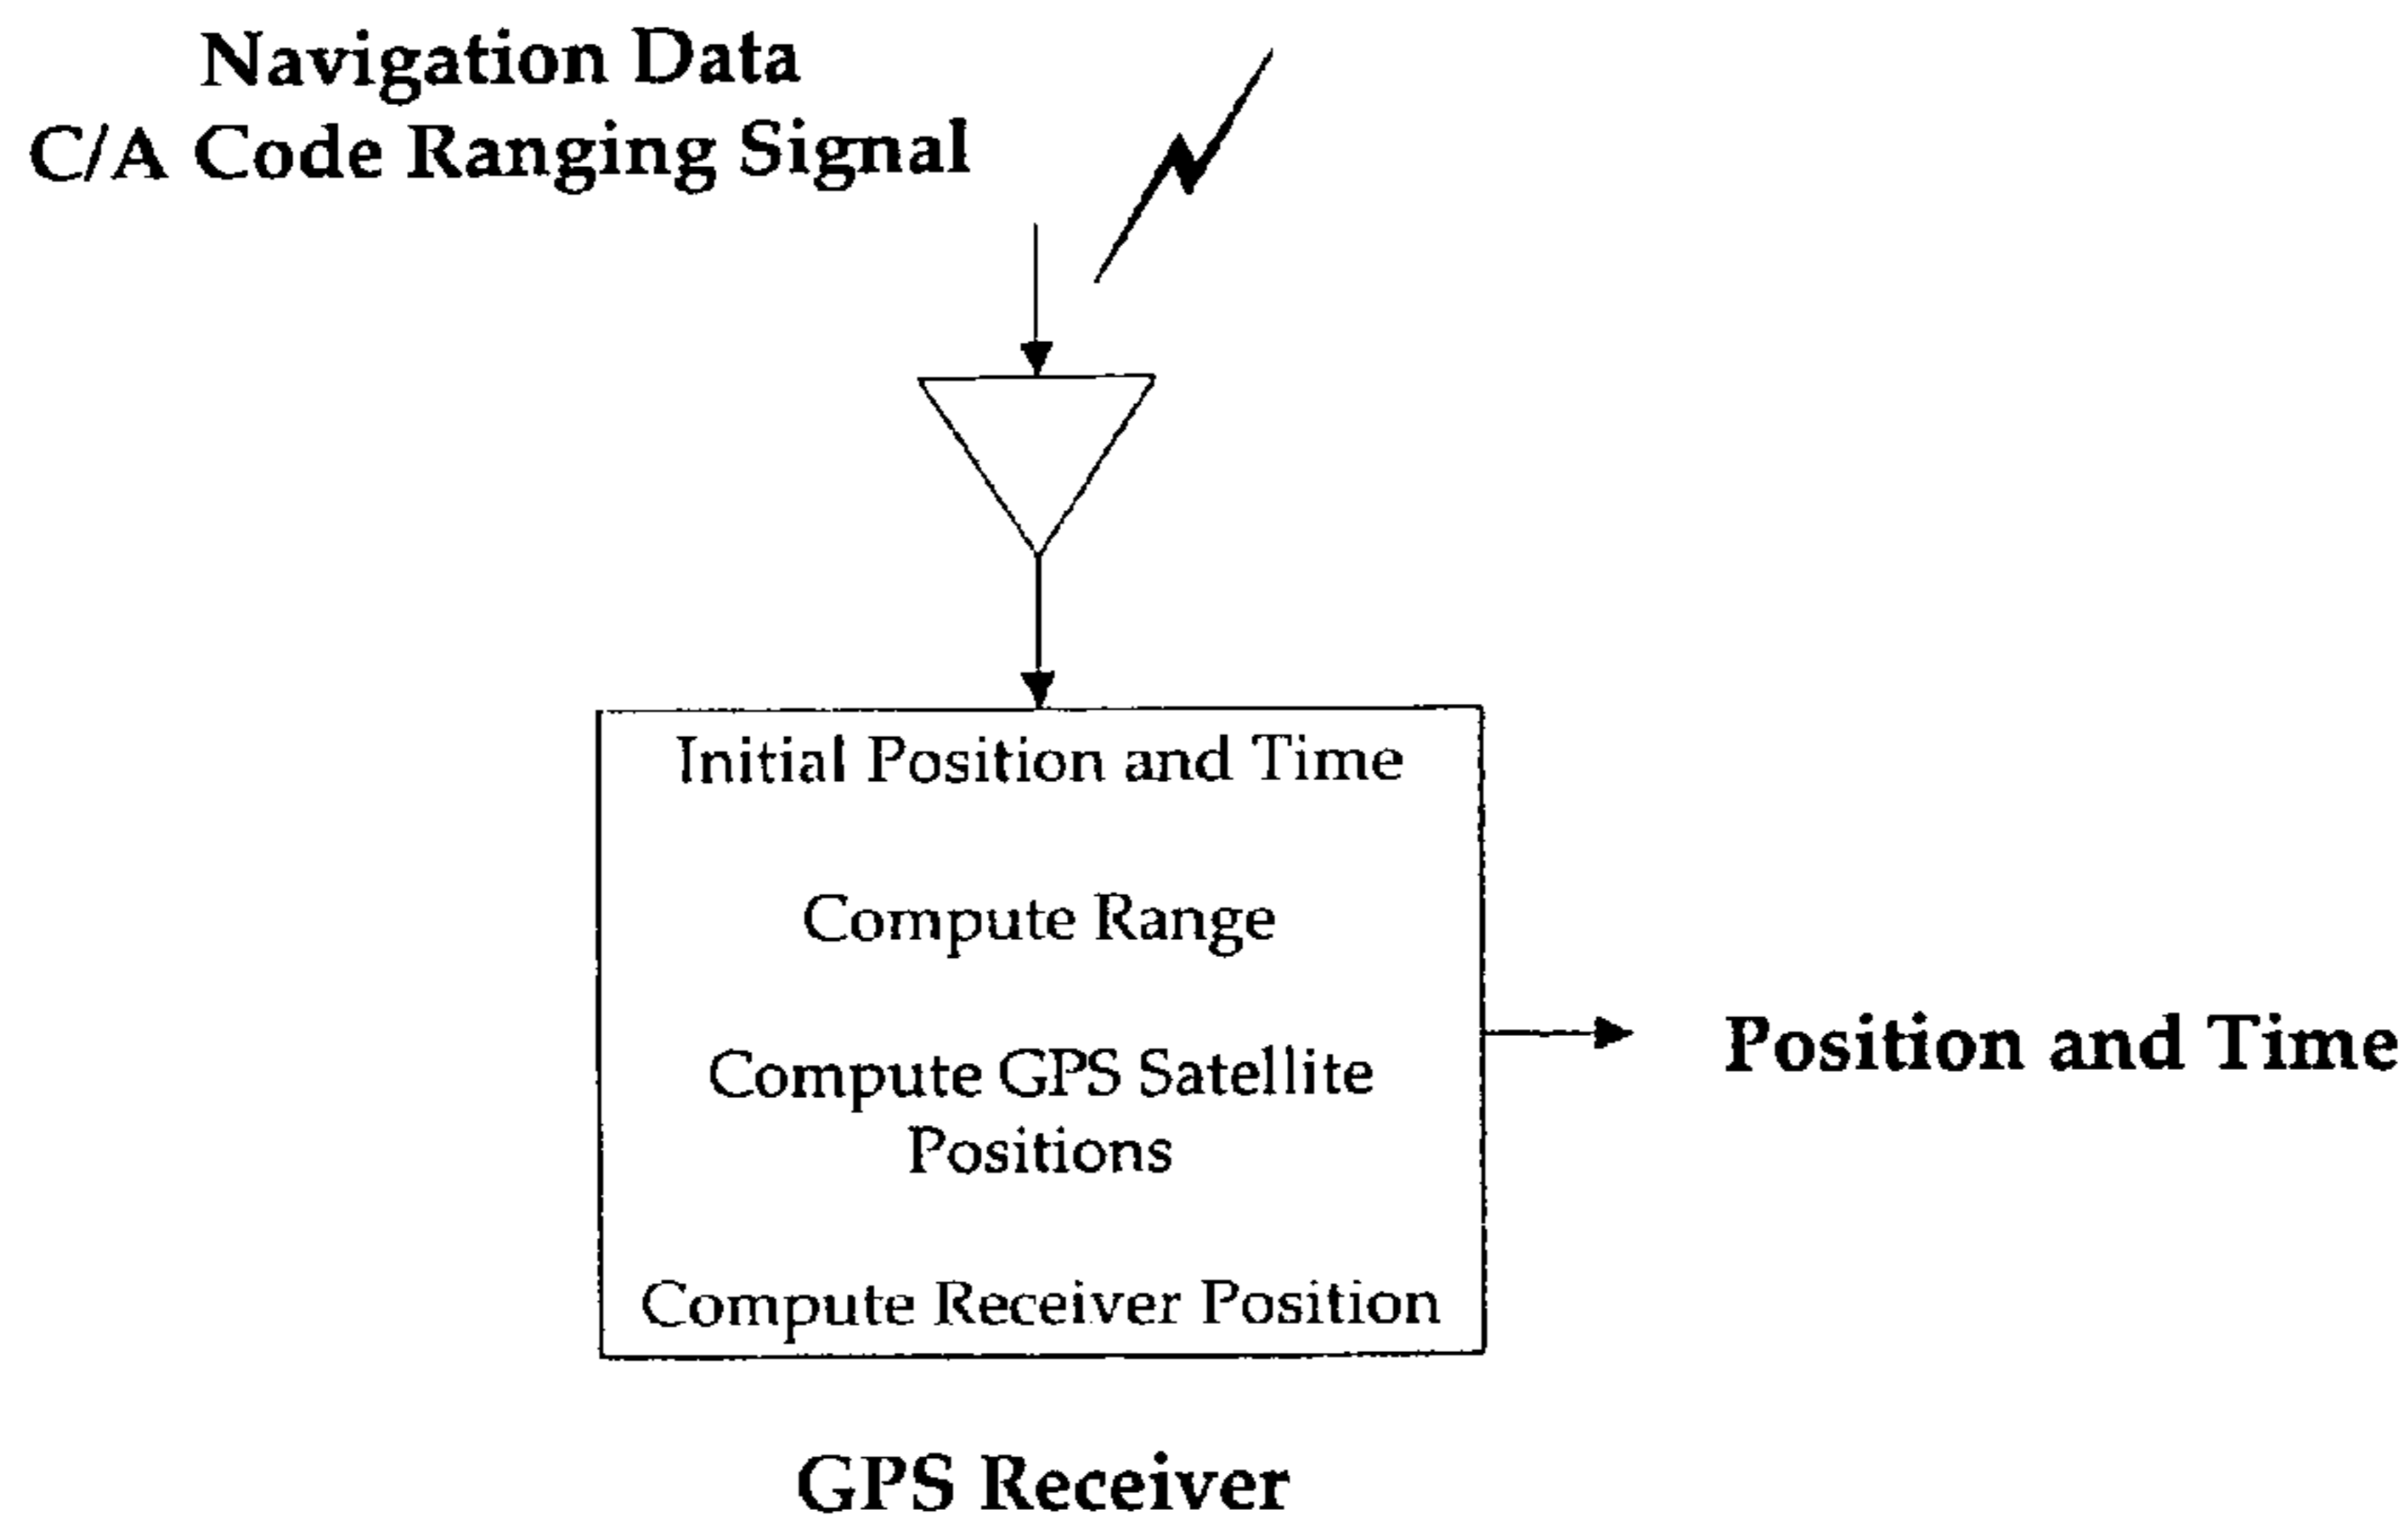 Navigation Data
C/A Code Ranging Signal
Initial Position and Time
Compute Range
Compute GPS Satellite
Positions
Compute Receiver Position
Position and Time
GPS Receiver